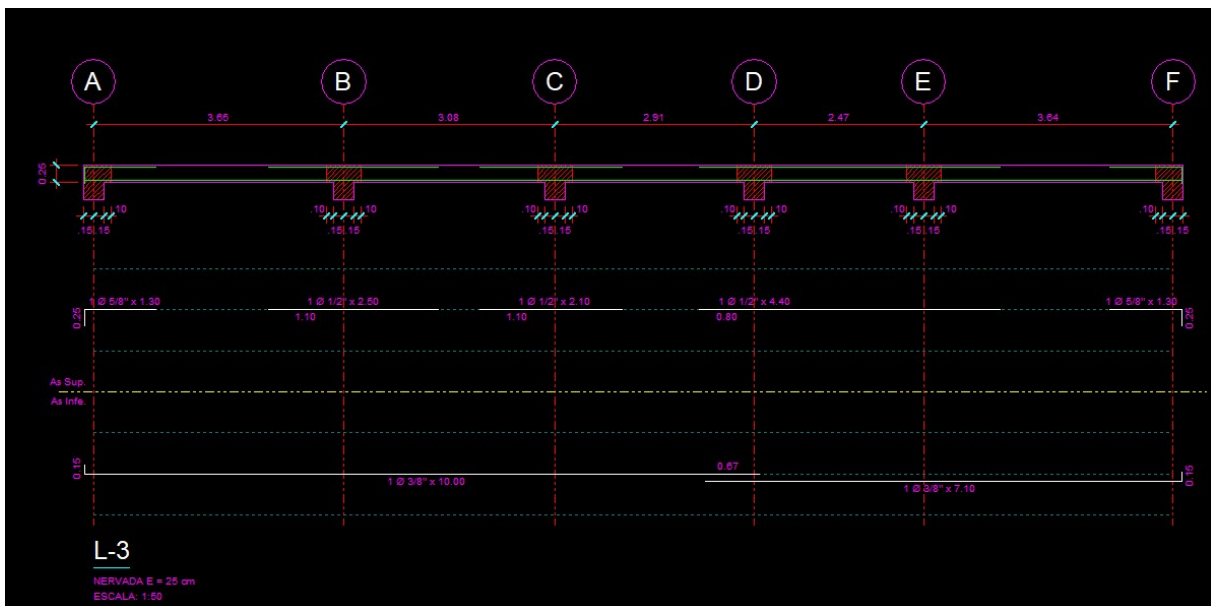 A B C D E F
3.65 3.08 2.91 2.47 3.64
0.25
.10 .10 .10 .10 .10 .10 .10 .10 .10 .10
.15 .15 .15 .15 .15 .15 .15 .15 .15 .15 .15 .15
1 Ø 5/8" x 1.30 1 Ø 1/2" x 2.50 1 Ø 1/2" x 2.10 1 Ø 1/2" x 4.40 1 Ø 5/8" x 1.30
0.25 1.10 1.10 0.80 0.25
As Sup.
As Infe.
0.15 0.67 0.15
1 Ø 3/8" x 10.00 1 Ø 3/8" x 7.10
L-3
NERVADA E = 25 cm
ESCALA: 1:50